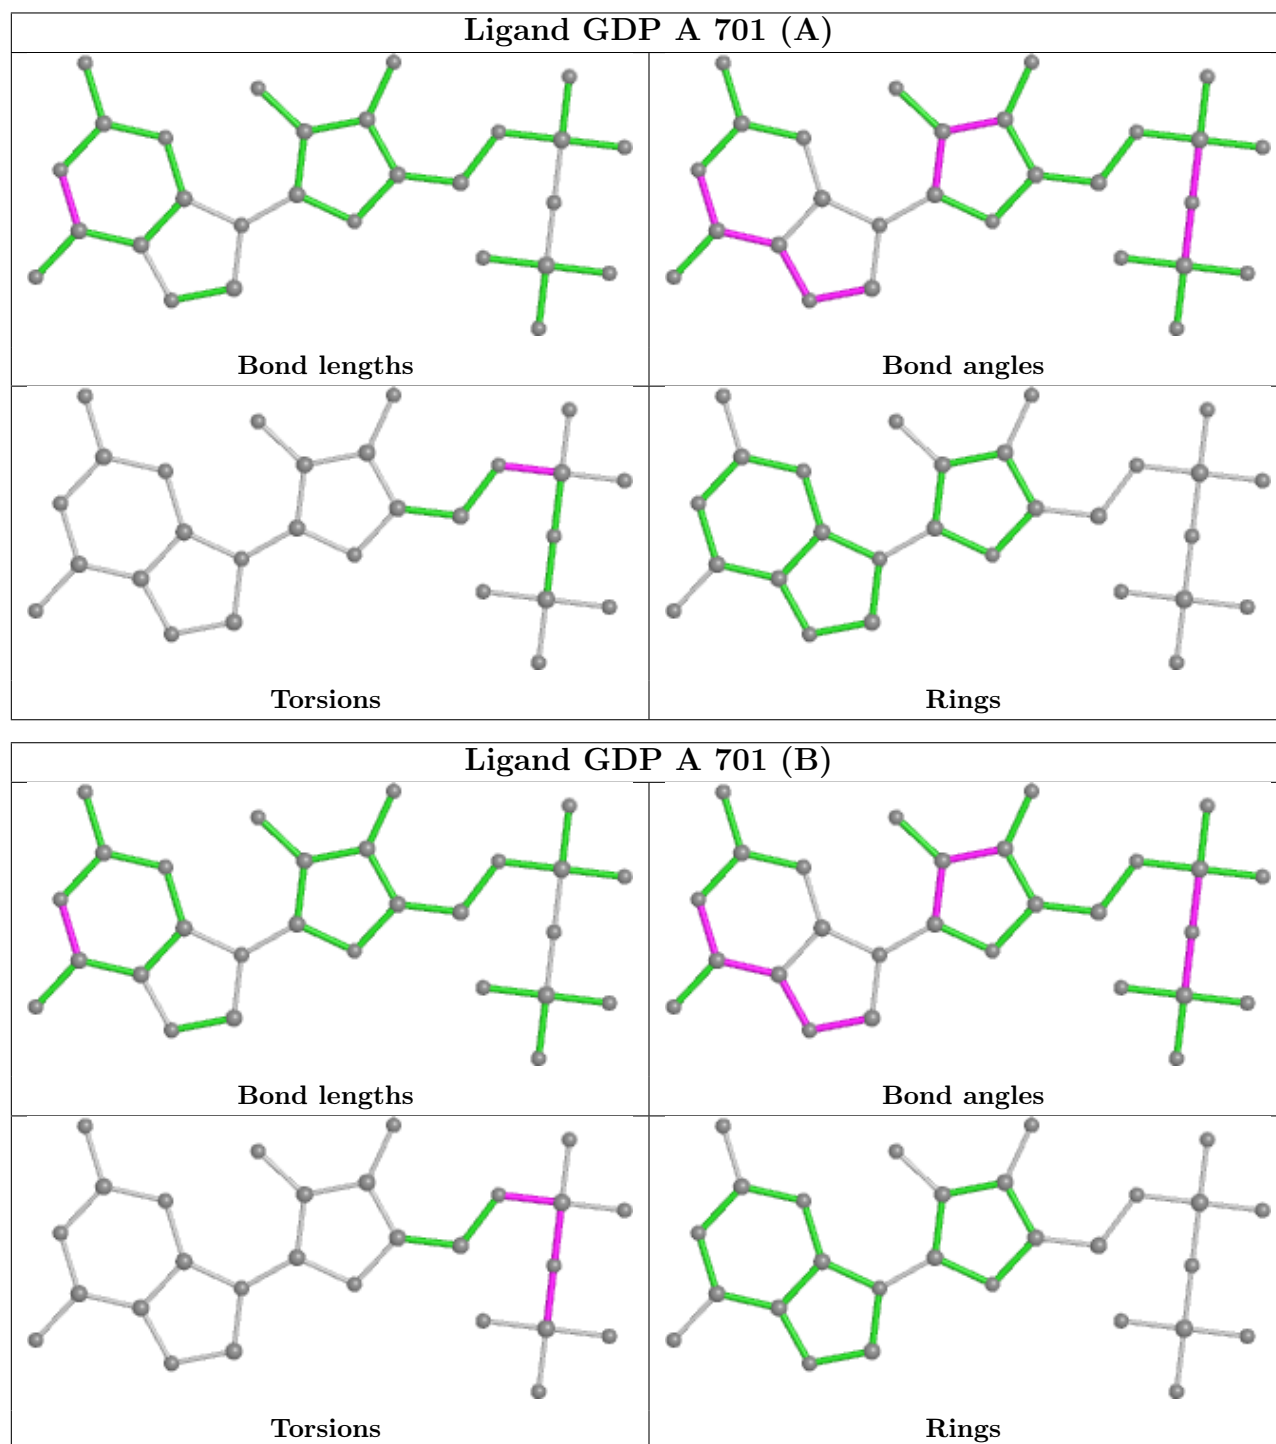 Ligand GDP A 701 (A)
Bond lengths
Bond angles
Torsions
Rings
Ligand GDP A 701 (B)
Bond lengths
Bond angles
Torsions
Rings